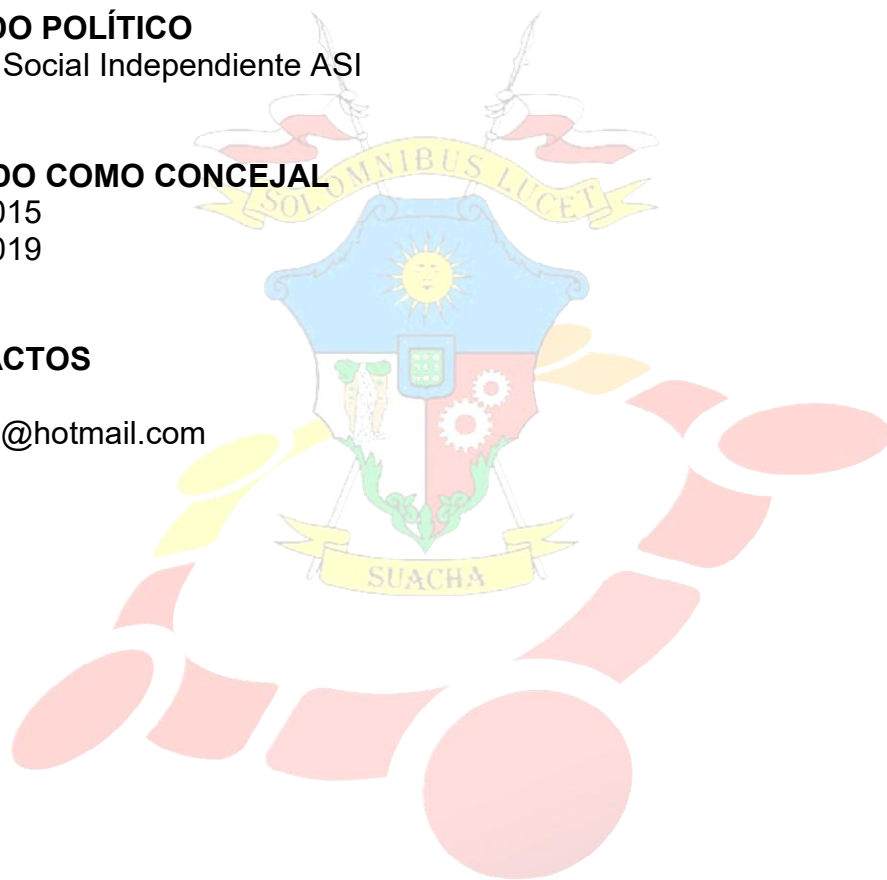 DO POLÍTICO
Social Independiente ASI
SOL OMNIBUS LUCET
DO COMO CONCEJAL
015
019
ACTOS
@hotmail.com
SUACHA